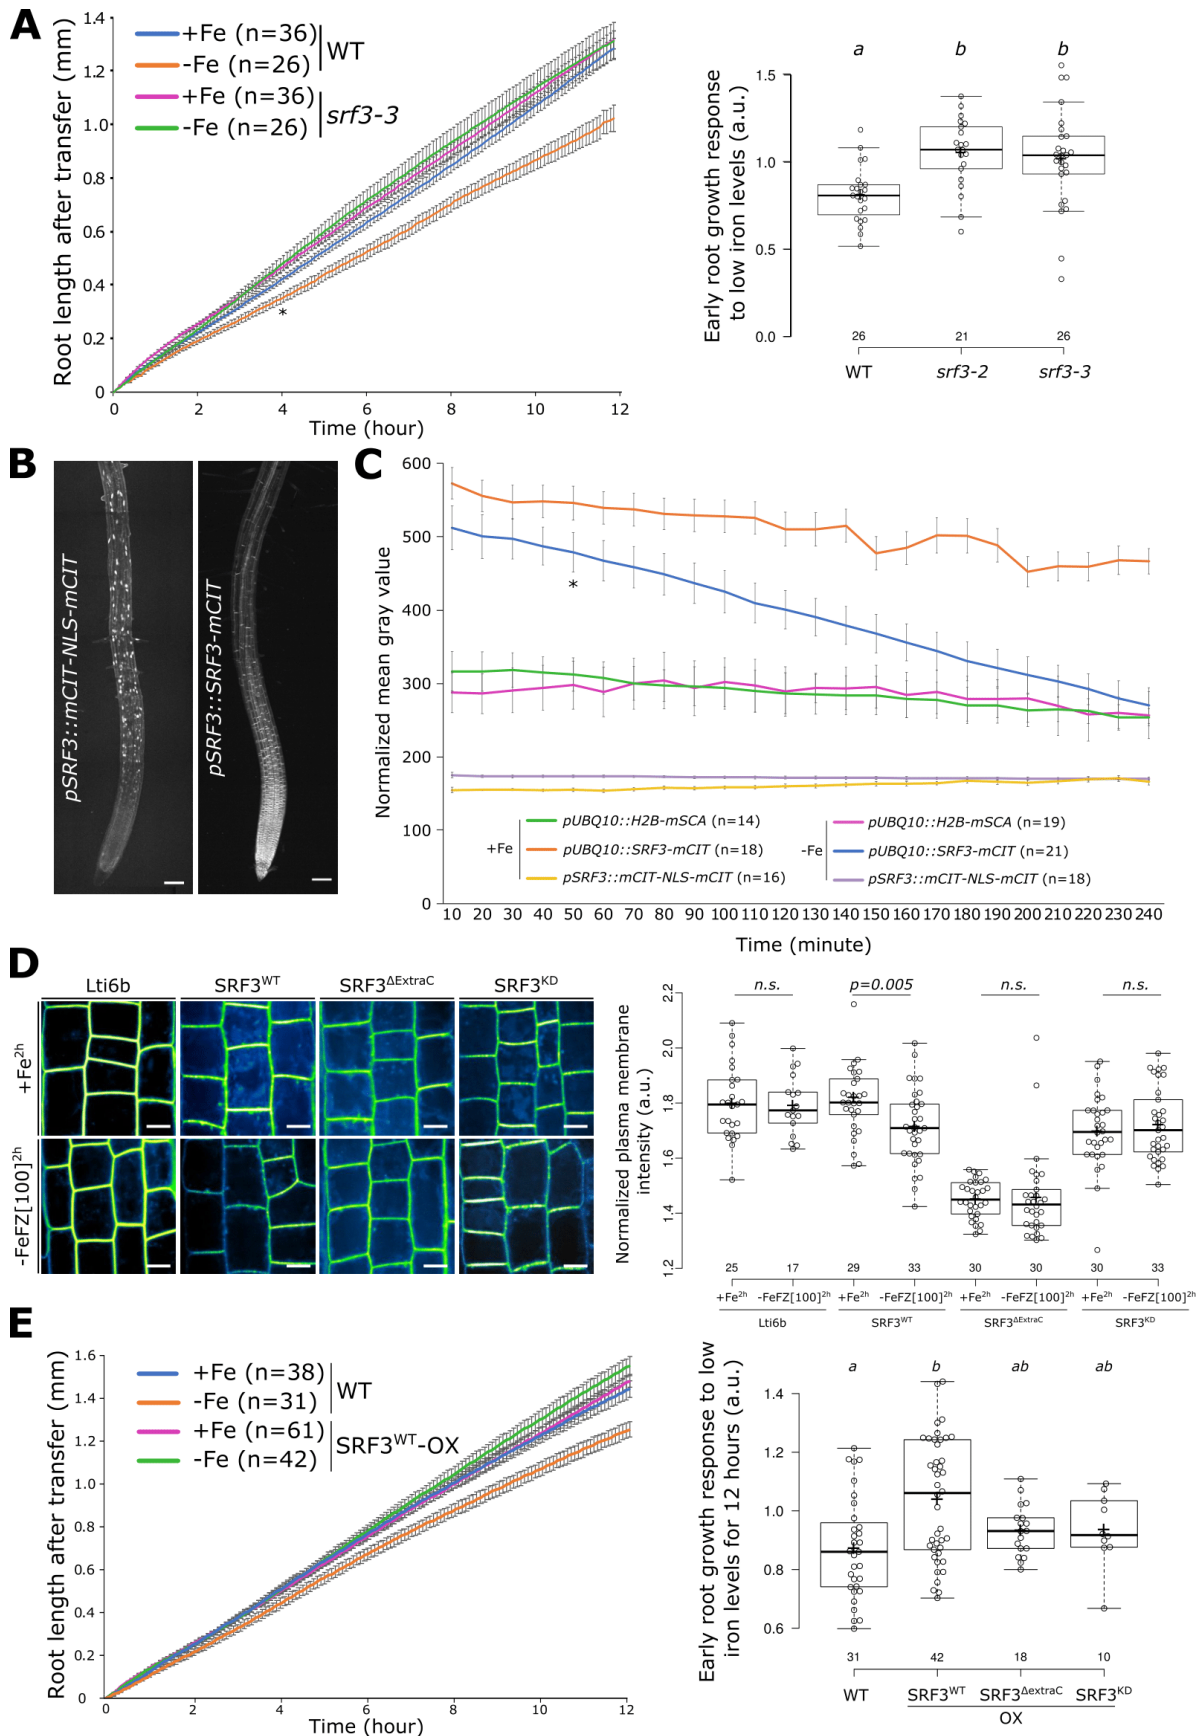 A
Root length after transfer (mm)
1.4
1.2
1.0
0.8
0.6
0.4
0.2
0
+Fe (n=36)
-Fe (n=26)
WT
+Fe (n=36)
-Fe (n=26)
srf3-3
*
0 2 4 6 8 10 12
Time (hour)
Early root growth response
to low iron levels (a.u.)
1.5
1.0
0.5
0.0
a b b
26 21 26
WT srf3-2 srf3-3
B
pSRF3::mCIT-NLS-mCIT
pSRF3::SRF3-mCIT
C
Normalized mean gray value
600
500
400
300
200
100
0
*
+Fe
pUBQ10::H2B-mSCA (n=14)
pUBQ10::SRF3-mCIT (n=18)
pSRF3::mCIT-NLS-mCIT (n=16)
-Fe
pUBQ10::H2B-mSCA (n=19)
pUBQ10::SRF3-mCIT (n=21)
pSRF3::mCIT-NLS-mCIT (n=18)
10 20 30 40 50 60 70 80 90 100 110 120 130 140 150 160 170 180 190 200 210 220 230 240
Time (minute)
D
Lti6b SRF3WT SRF3ΔExtraC SRF3KD
+Fe2h
-FeFZ[100]2h
Normalized plasma membrane
intensity (a.u.)
2.2
2.0
1.8
1.6
1.4
1.2
n.s. p=0.005 n.s. n.s.
25 17 29 33 30 30 30 33
+Fe2h -FeFZ[100]2h +Fe2h -FeFZ[100]2h +Fe2h -FeFZ[100]2h +Fe2h -FeFZ[100]2h
Lti6b SRF3WT SRF3ΔExtraC SRF3KD
E
Root length after transfer (mm)
1.6
1.4
1.2
1.0
0.8
0.6
0.4
0.2
0
+Fe (n=38)
-Fe (n=31)
WT
+Fe (n=61)
-Fe (n=42)
SRF3WT-OX
0 2 4 6 8 10 12
Time (hour)
Early root growth response to low
iron levels for 12 hours (a.u.)
1.4
1.2
1.0
0.8
0.6
a b ab ab
31 42 18 10
WT SRF3WT SRF3ΔextraC SRF3KD
OX